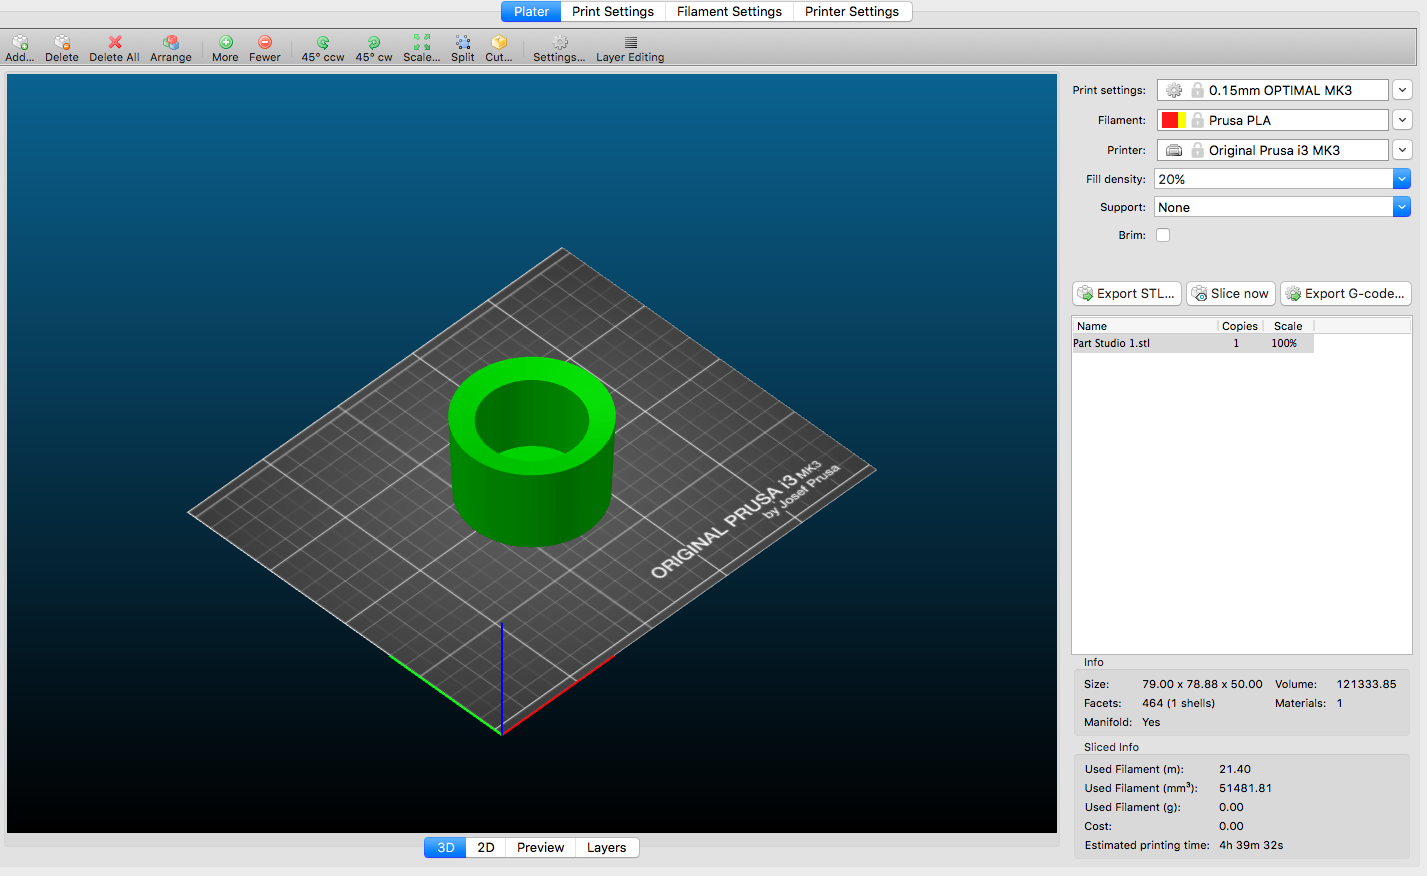 Plater Print Settings Filament Settings Printer Settings
Add... Delete Delete All Arrange More Fewer 45° ccw 45° cw Scale... Split Cut... Settings... Layer Editing
Print settings: 0.15mm OPTIMAL MK3
Filament: Prusa PLA
Printer: Original Prusa i3 MK3
Fill density: 20%
Support: None
Brim:
Export STL... Slice now Export G-code...
Name Copies Scale
Part Studio 1.stl 1 100%
ORIGINAL PRUSA i3 MK3
by Josef Prusa
Info
Size: 79.00 x 78.88 x 50.00 Volume: 121333.85
Facets: 464 (1 shells) Materials: 1
Manifold: Yes
Sliced Info
Used Filament (m): 21.40
Used Filament (mm³): 51481.81
Used Filament (g): 0.00
Cost: 0.00
Estimated printing time: 4h 39m 32s
3D 2D Preview Layers